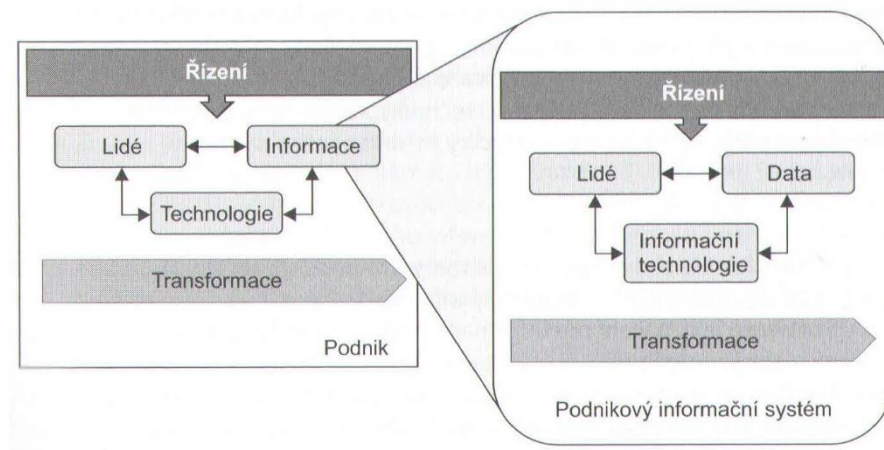 Řízení
Lidé
Informace
Technologie
Transformace
Podnik
Řízení
Lidé
Data
Informační
technologie
Transformace
Podnikový informační systém